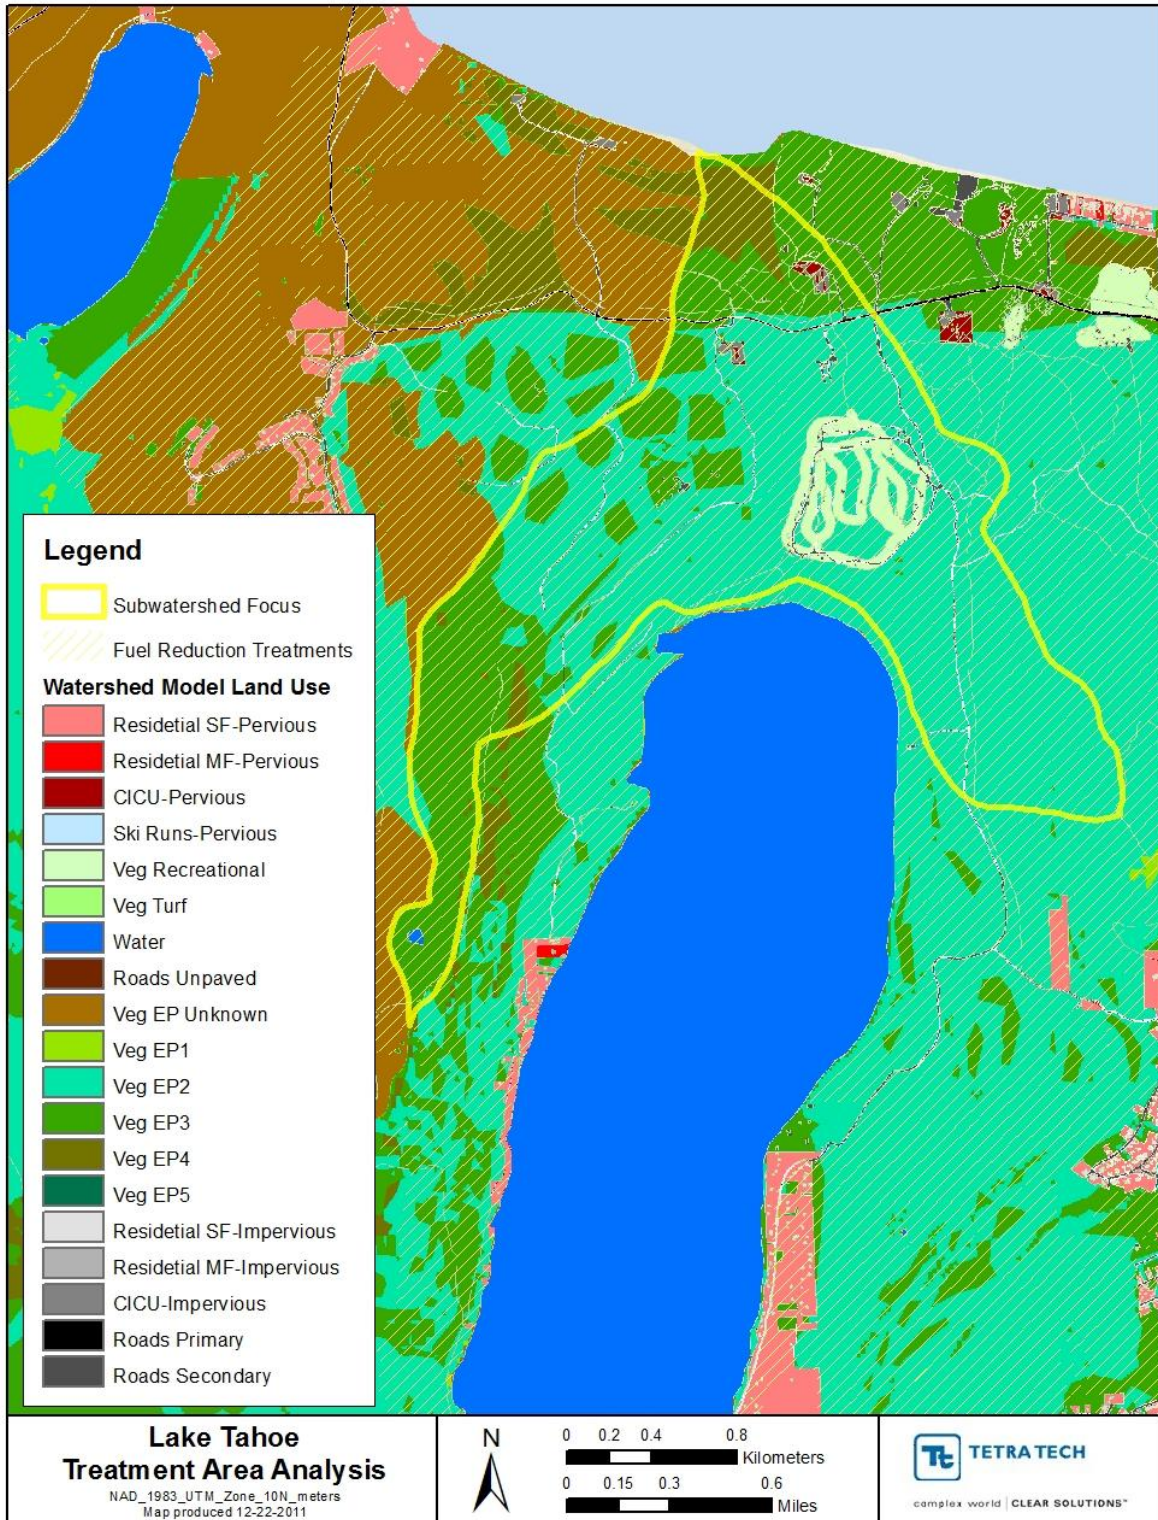 Legend
Subwatershed Focus
Fuel Reduction Treatments
Watershed Model Land Use
Residetial SF-Pervious
Residetial MF-Pervious
CICU-Pervious
Ski Runs-Pervious
Veg Recreational
Veg Turf
Water
Roads Unpaved
Veg EP Unknown
Veg EP1
Veg EP2
Veg EP3
Veg EP4
Veg EP5
Residetial SF-Impervious
Residetial MF-Impervious
CICU-Impervious
Roads Primary
Roads Secondary
Lake Tahoe
Treatment Area Analysis
NAD_1983_UTM_Zone_10N_meters
Map produced 12-22-2011
N
0 0.2 0.4 0.8
Kilometers
0 0.15 0.3 0.6
Miles
Tt TETRA TECH
complex world | CLEAR SOLUTIONS™